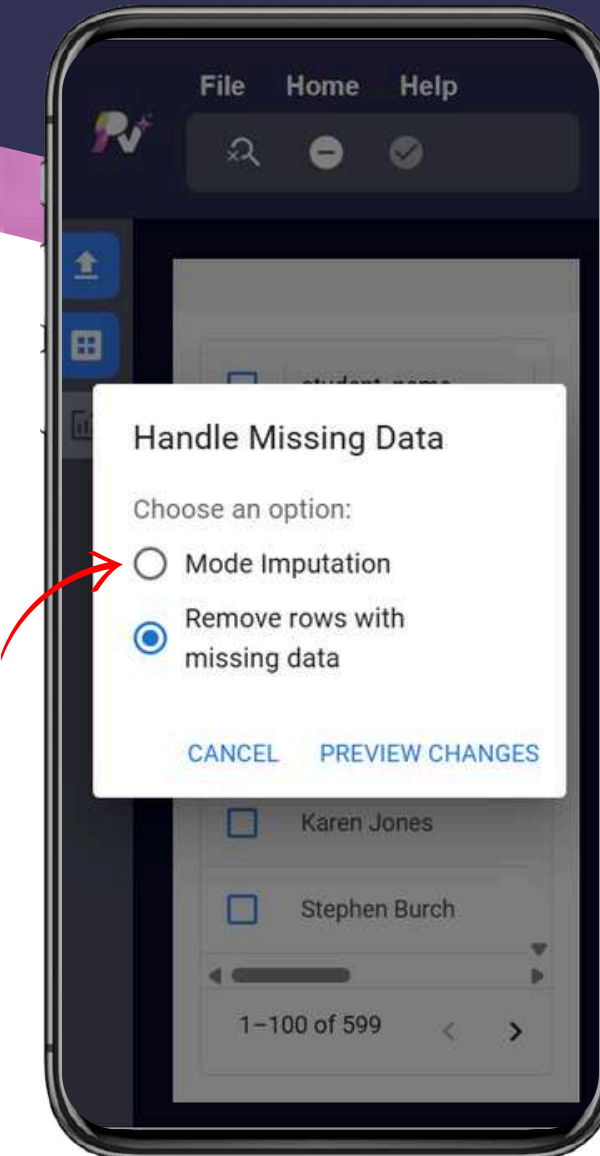 File Home Help
student_name
Handle Missing Data
Choose an option:
Mode Imputation
Remove rows with
missing data
CANCEL PREVIEW CHANGES
Karen Jones
Stephen Burch
1–100 of 599